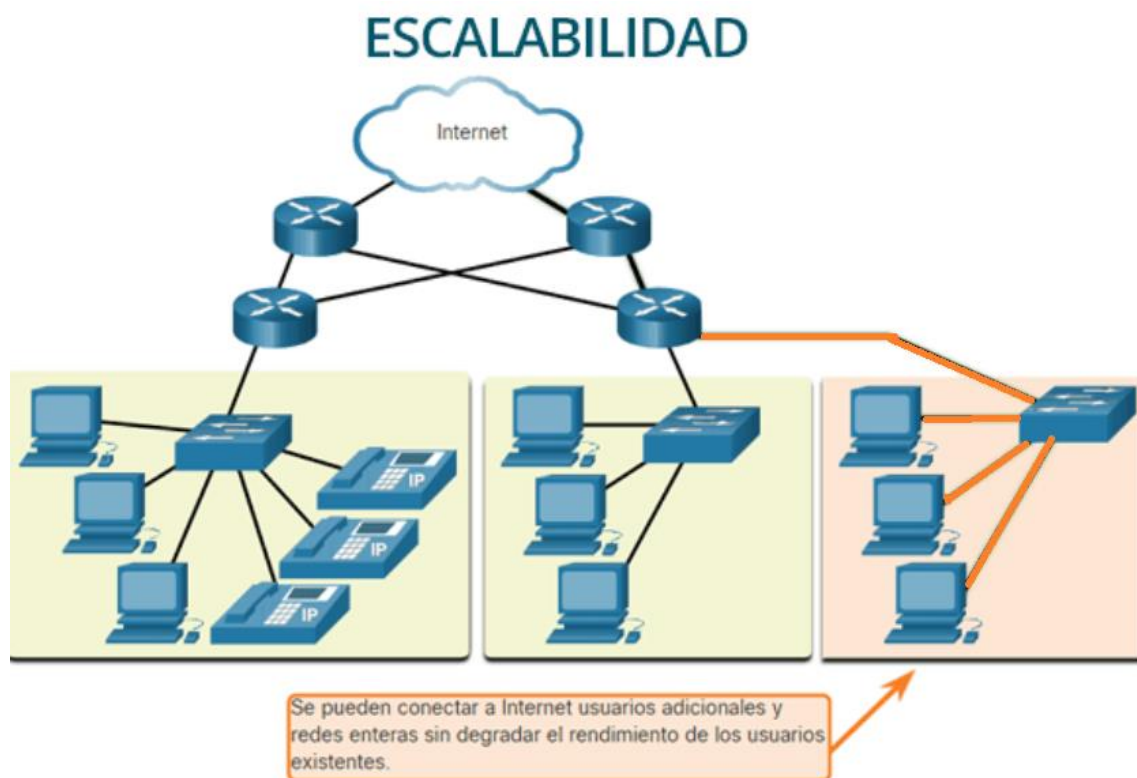 ESCALABILIDAD
Internet
IP
IP
IP
Se pueden conectar a Internet usuarios adicionales y
redes enteras sin degradar el rendimiento de los usuarios
existentes.